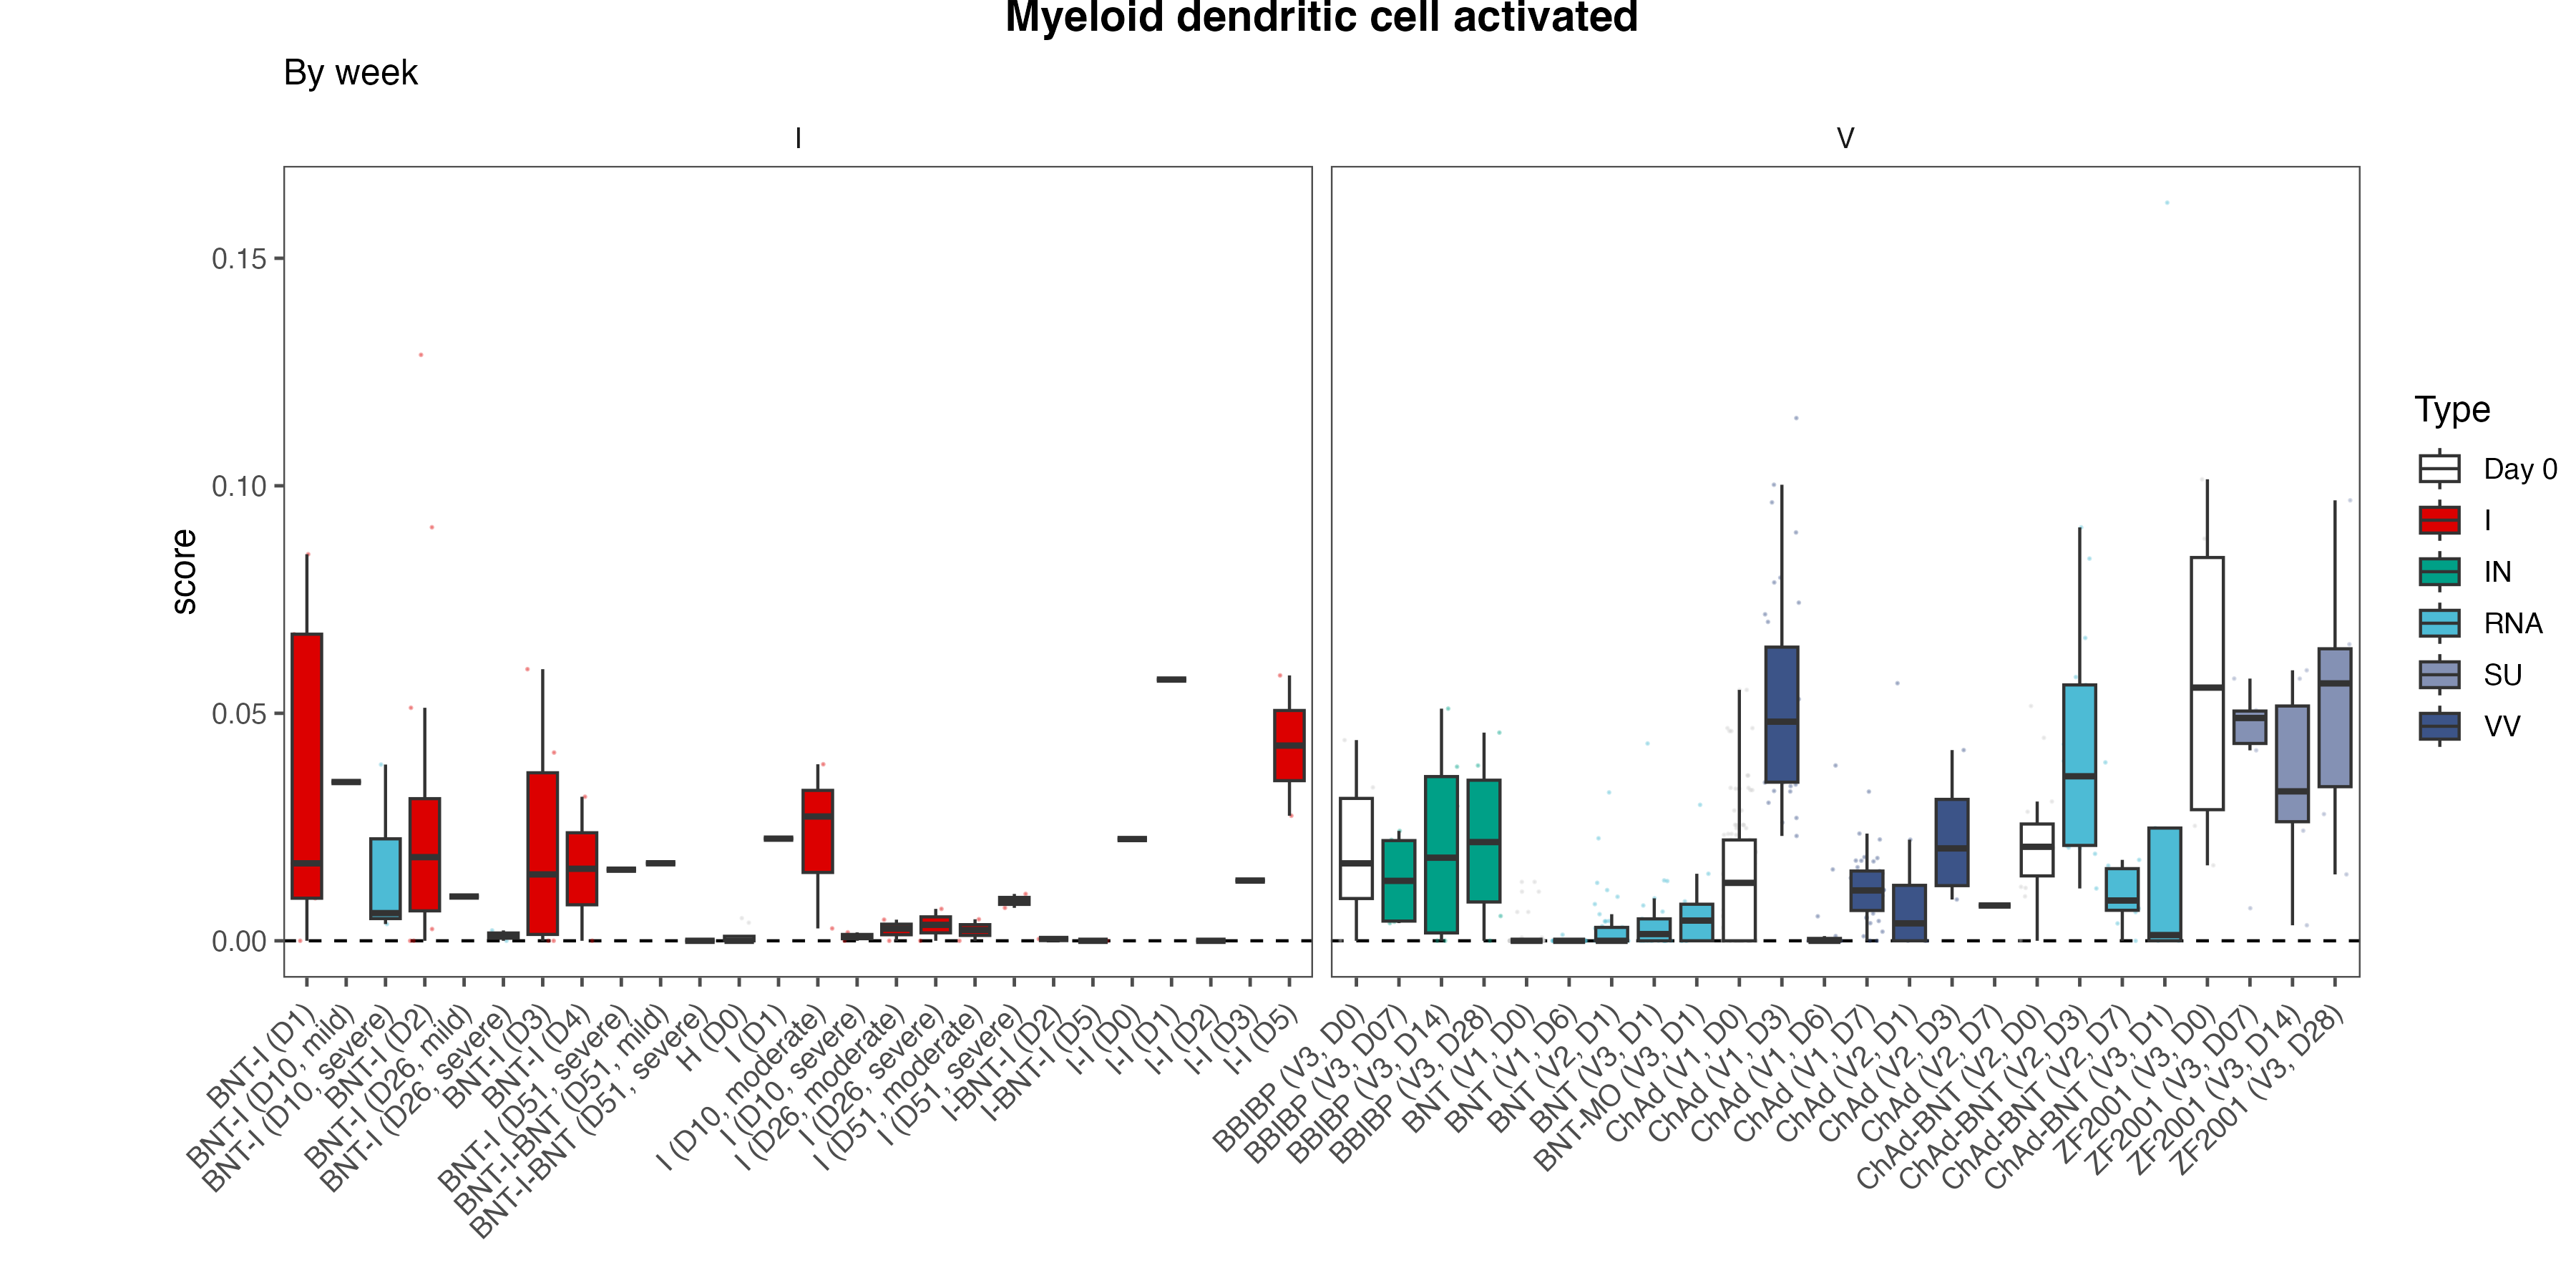 Myeloid dendritic cell activated
By week
I
V
score
0.15
0.10
0.05
0.00
BNT-I (D1)
BNT-I (D10, mild)
BNT-I (D10, severe)
BNT-I (D2)
BNT-I (D26, mild)
BNT-I (D26, severe)
BNT-I (D3)
BNT-I (D4)
BNT-I (D51, severe)
BNT-I-BNT (D51, mild)
BNT-I-BNT (D51, severe)
H (D0)
I (D1)
I (D10, moderate)
I (D10, severe)
I (D26, moderate)
I (D26, severe)
I (D51, moderate)
I (D51, severe)
I-BNT-I (D2)
I-BNT-I (D5)
I-I (D0)
I-I (D1)
I-I (D2)
I-I (D3)
I-I (D5)
BBIBP (V3, D0)
BBIBP (V3, D07)
BBIBP (V3, D14)
BBIBP (V3, D28)
BNT (V1, D0)
BNT (V1, D6)
BNT (V2, D1)
BNT (V3, D1)
BNT-MO (V3, D1)
ChAd (V1, D0)
ChAd (V1, D3)
ChAd (V1, D6)
ChAd (V1, D7)
ChAd (V2, D1)
ChAd (V2, D3)
ChAd (V2, D7)
ChAd-BNT (V2, D0)
ChAd-BNT (V2, D3)
ChAd-BNT (V2, D7)
ChAd-BNT (V3, D1)
ZF2001 (V3, D0)
ZF2001 (V3, D07)
ZF2001 (V3, D14)
ZF2001 (V3, D28)
Type
Day 0
I
IN
RNA
SU
VV